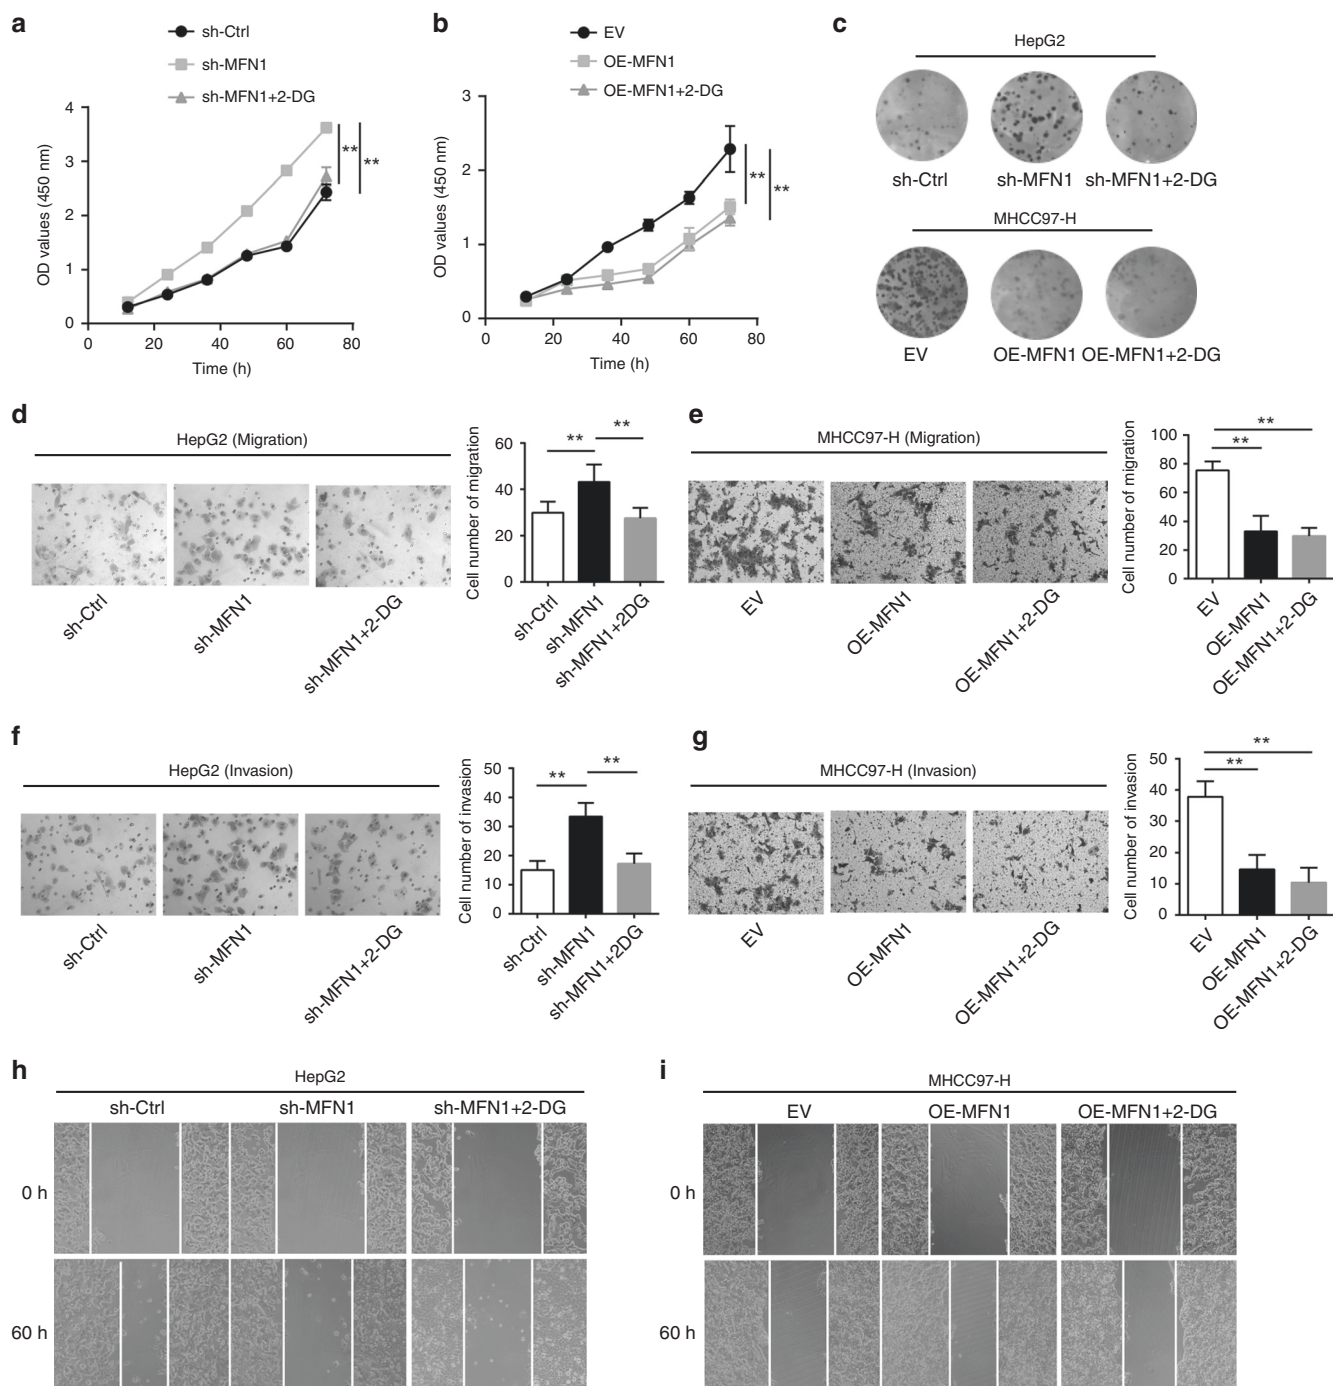 a
sh-Ctrl
sh-MFN1
sh-MFN1+2-DG
OD values (450 nm)
4
3
2
1
0
**
**
0 20 40 60 80
Time (h)
b
EV
OE-MFN1
OE-MFN1+2-DG
OD values (450 nm)
3
2
1
0
**
**
0 20 40 60 80
Time (h)
c
HepG2
sh-Ctrl sh-MFN1 sh-MFN1+2-DG
MHCC97-H
EV OE-MFN1 OE-MFN1+2-DG
d
HepG2 (Migration)
sh-Ctrl
sh-MFN1
sh-MFN1+2-DG
Cell number of migration
60
40
20
0
** **
sh-Ctrl
sh-MFN1
sh-MFN1+2DG
e
MHCC97-H (Migration)
EV
OE-MFN1
OE-MFN1+2-DG
Cell number of migration
100
80
60
40
20
0
**
**
EV
OE-MFN1
OE-MFN1+2-DG
f
HepG2 (Invasion)
sh-Ctrl
sh-MFN1
sh-MFN1+2-DG
Cell number of invasion
50
40
30
20
10
0
** **
sh-Ctrl
sh-MFN1
sh-MFN1+2DG
g
MHCC97-H (Invasion)
EV
OE-MFN1
OE-MFN1+2-DG
Cell number of invasion
50
40
30
20
10
0
**
**
EV
OE-MFN1
OE-MFN1+2-DG
h
HepG2
sh-Ctrl sh-MFN1 sh-MFN1+2-DG
0 h
60 h
i
MHCC97-H
EV OE-MFN1 OE-MFN1+2-DG
0 h
60 h